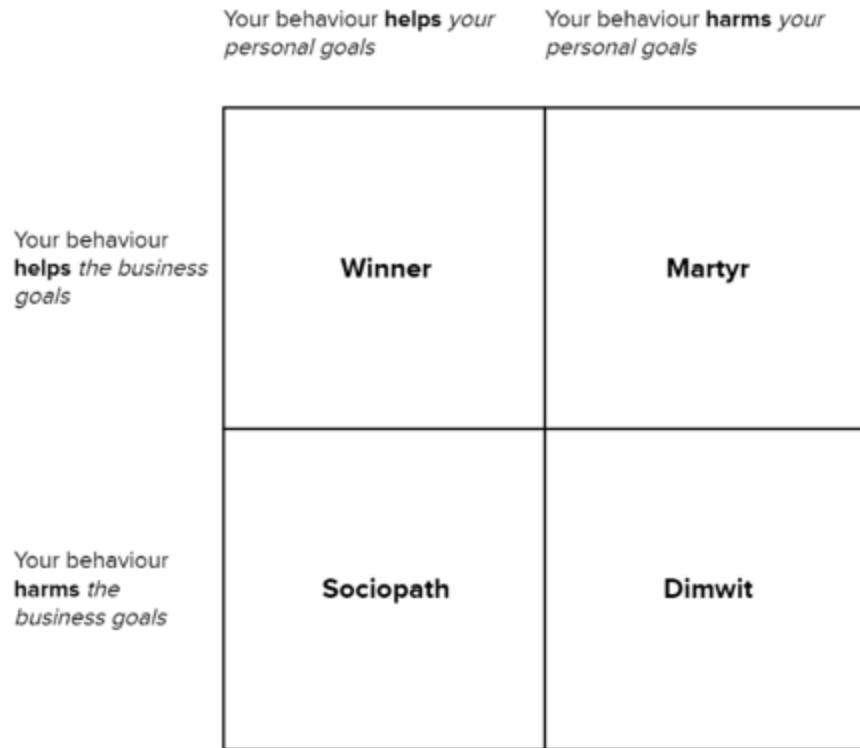 Your behaviour helps your
personal goals
Your behaviour harms your
personal goals
Your behaviour
helps the business
goals
Winner
Martyr
Your behaviour
harms the
business goals
Sociopath
Dimwit